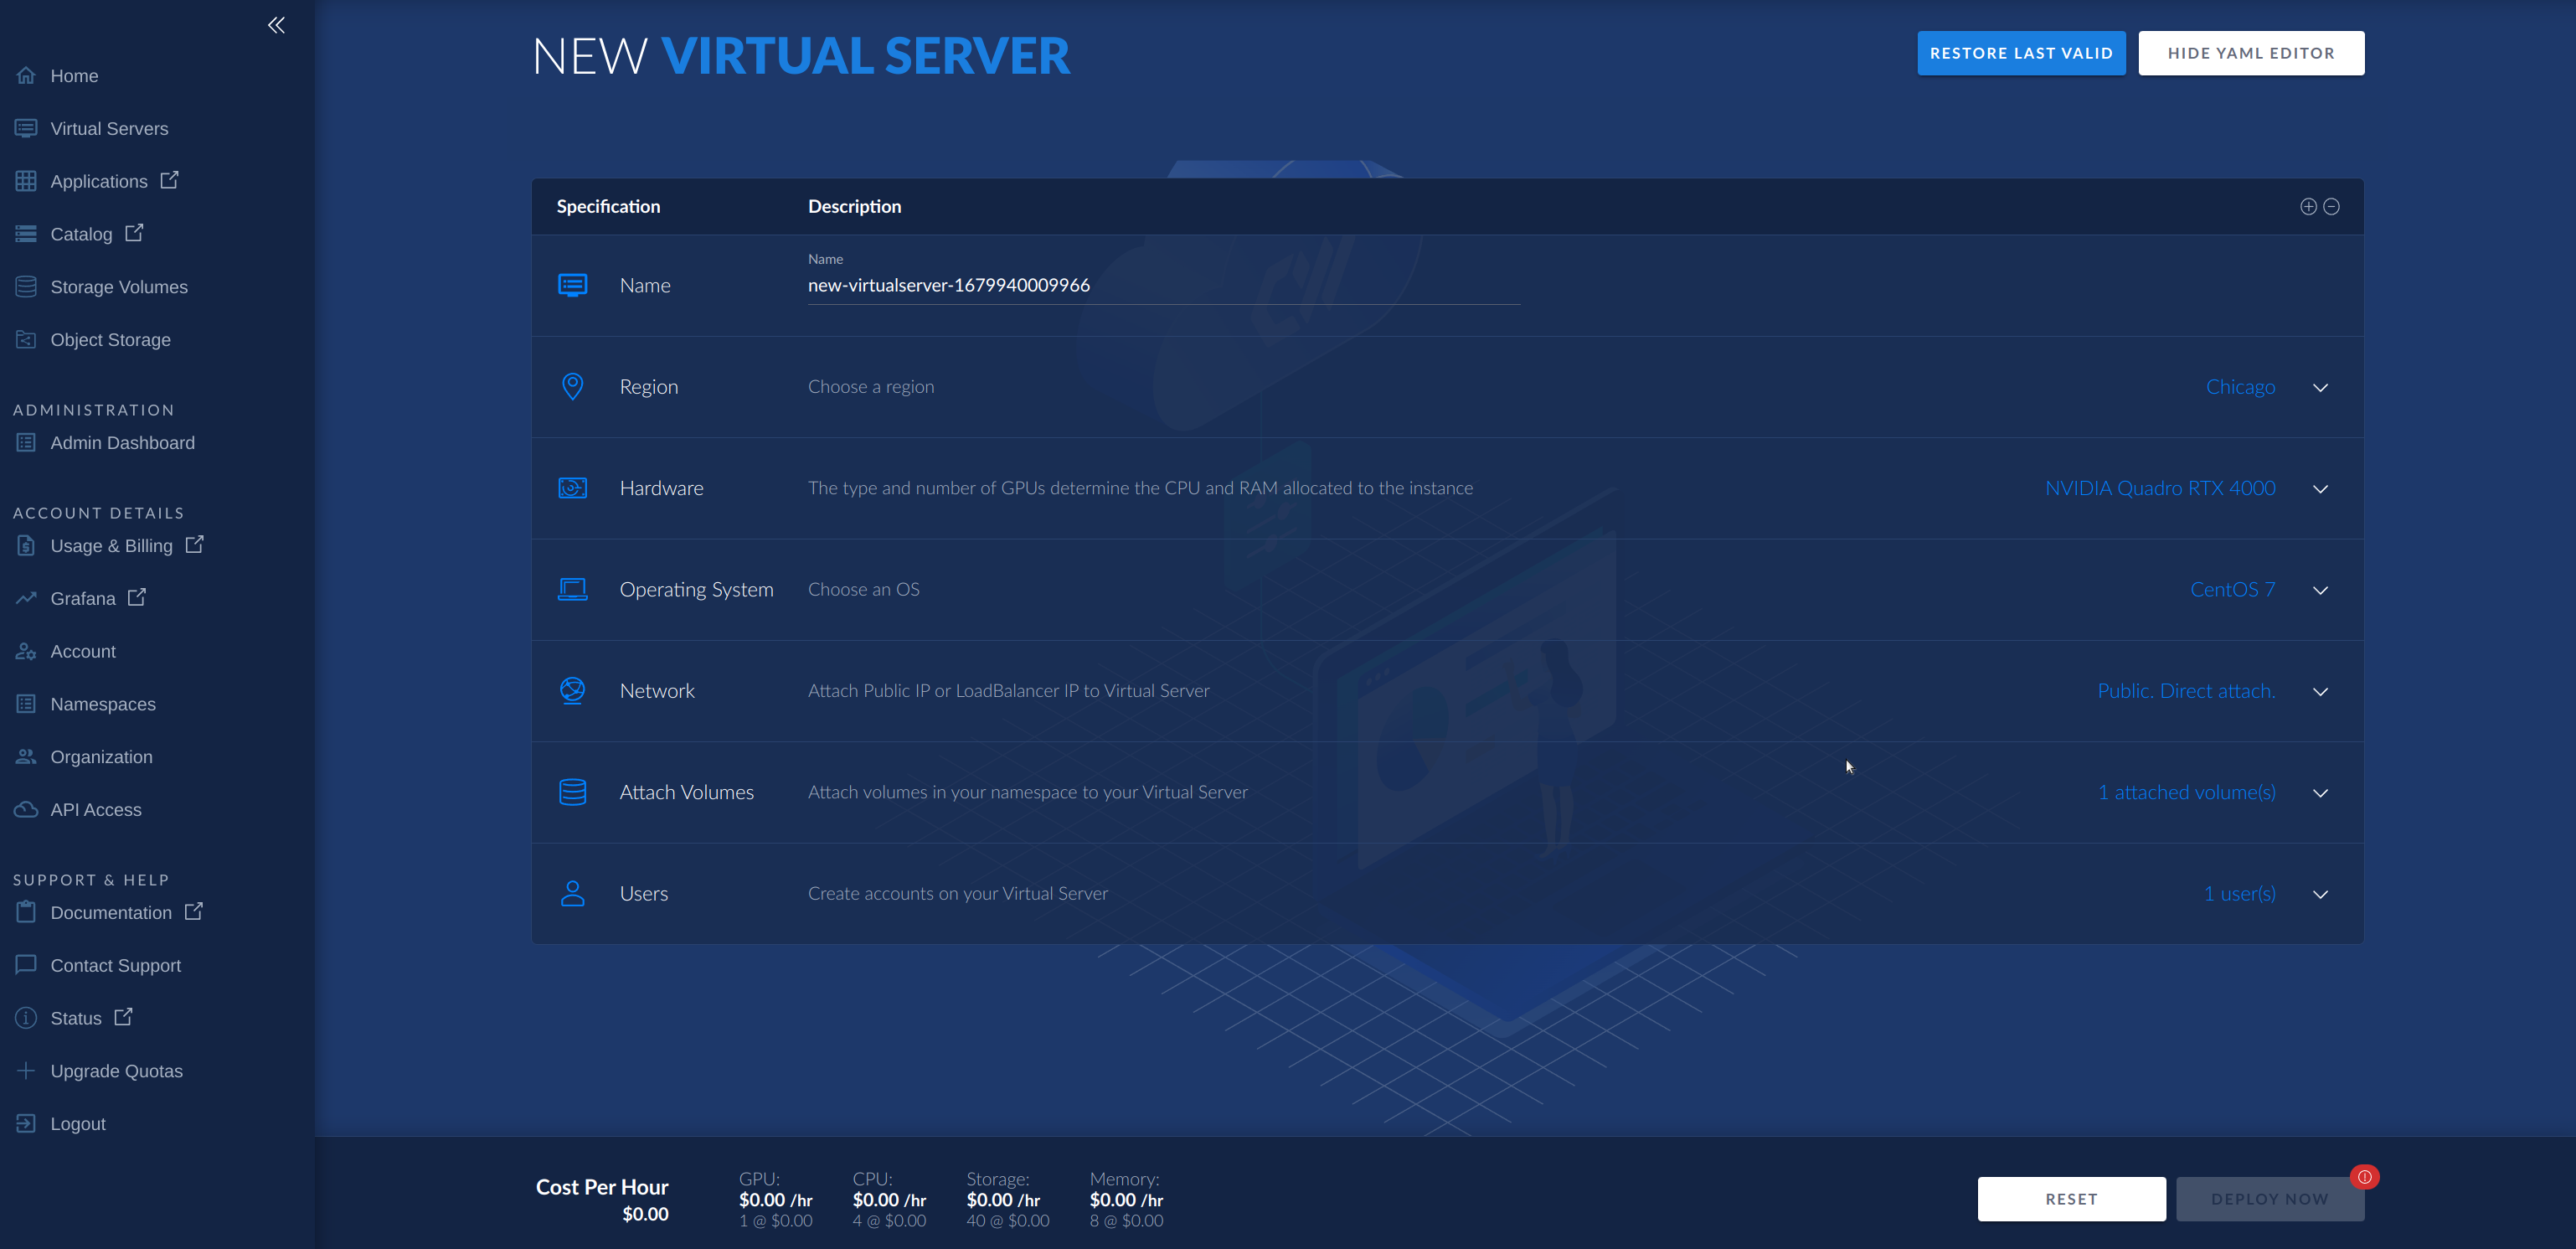 Home
Virtual Servers
Applications
Catalog
Storage Volumes
Object Storage
ADMINISTRATION
Admin Dashboard
ACCOUNT DETAILS
Usage & Billing
Grafana
Account
Namespaces
Organization
API Access
SUPPORT & HELP
Documentation
Contact Support
Status
Upgrade Quotas
Logout
NEW VIRTUAL SERVER
RESTORE LAST VALID
HIDE YAML EDITOR
Specification Description
Name
Name new-virtualserver-1679940009966
Region Choose a region Chicago
Hardware The type and number of GPUs determine the CPU and RAM allocated to the instance NVIDIA Quadro RTX 4000
Operating System Choose an OS CentOS 7
Network Attach Public IP or LoadBalancer IP to Virtual Server Public. Direct attach.
Attach Volumes Attach volumes in your namespace to your Virtual Server 1 attached volume(s)
Users Create accounts on your Virtual Server 1 user(s)
Cost Per Hour
$0.00
GPU:
$0.00 /hr
1 @ $0.00
CPU:
$0.00 /hr
4 @ $0.00
Storage:
$0.00 /hr
40 @ $0.00
Memory:
$0.00 /hr
8 @ $0.00
RESET
DEPLOY NOW